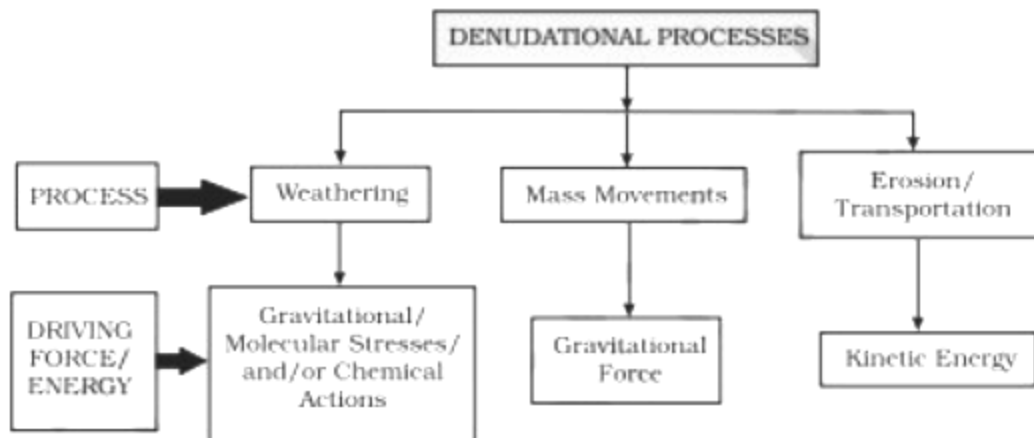 DENUDATIONAL PROCESSES
PROCESS
Weathering
Mass Movements
Erosion/
Transportation
DRIVING
FORCE/
ENERGY
Gravitational/
Molecular Stresses/
and/or Chemical
Actions
Gravitational
Force
Kinetic Energy